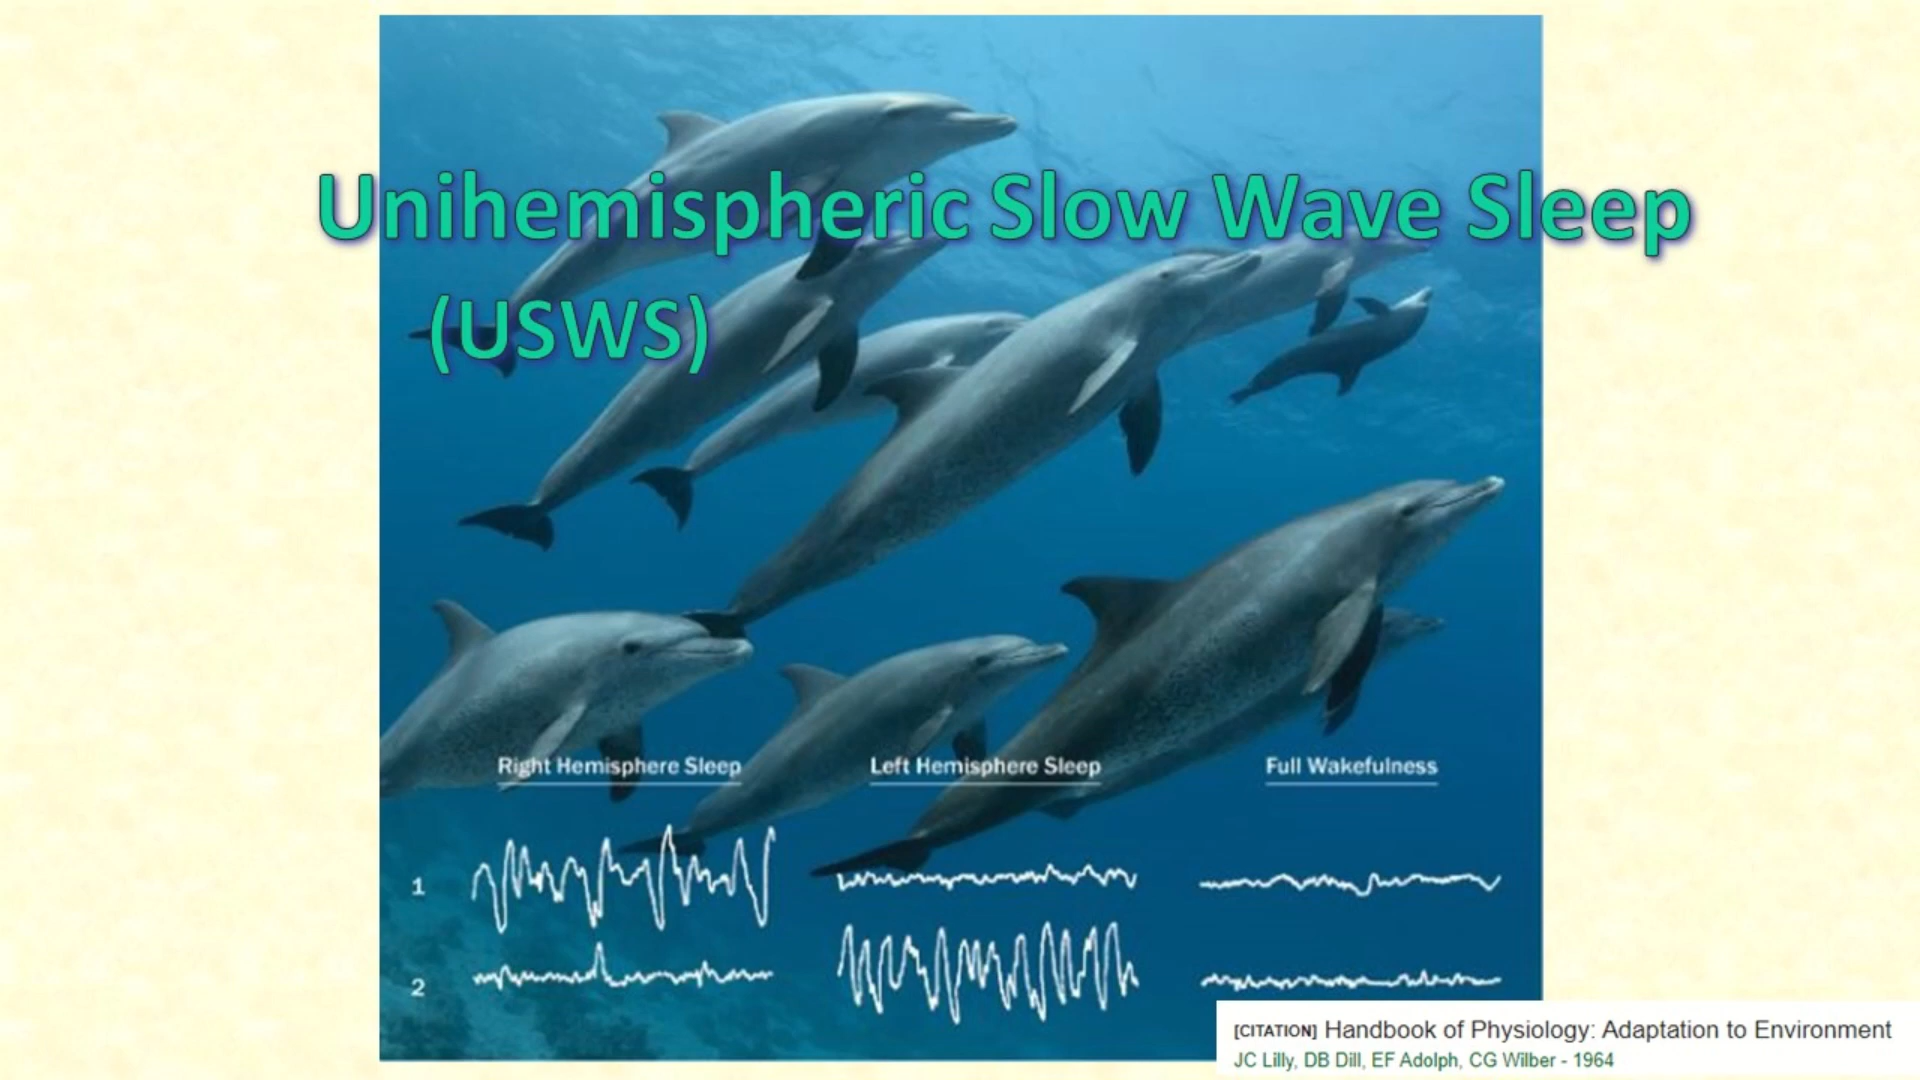 Unihemispheric Slow Wave Sleep
(USWS)
Right Hemisphere Sleep
Left Hemisphere Sleep
Full Wakefulness
1
2
[CITATION] Handbook of Physiology: Adaptation to Environment
JC Lilly, DB Dill, EF Adolph, CG Wilber - 1964